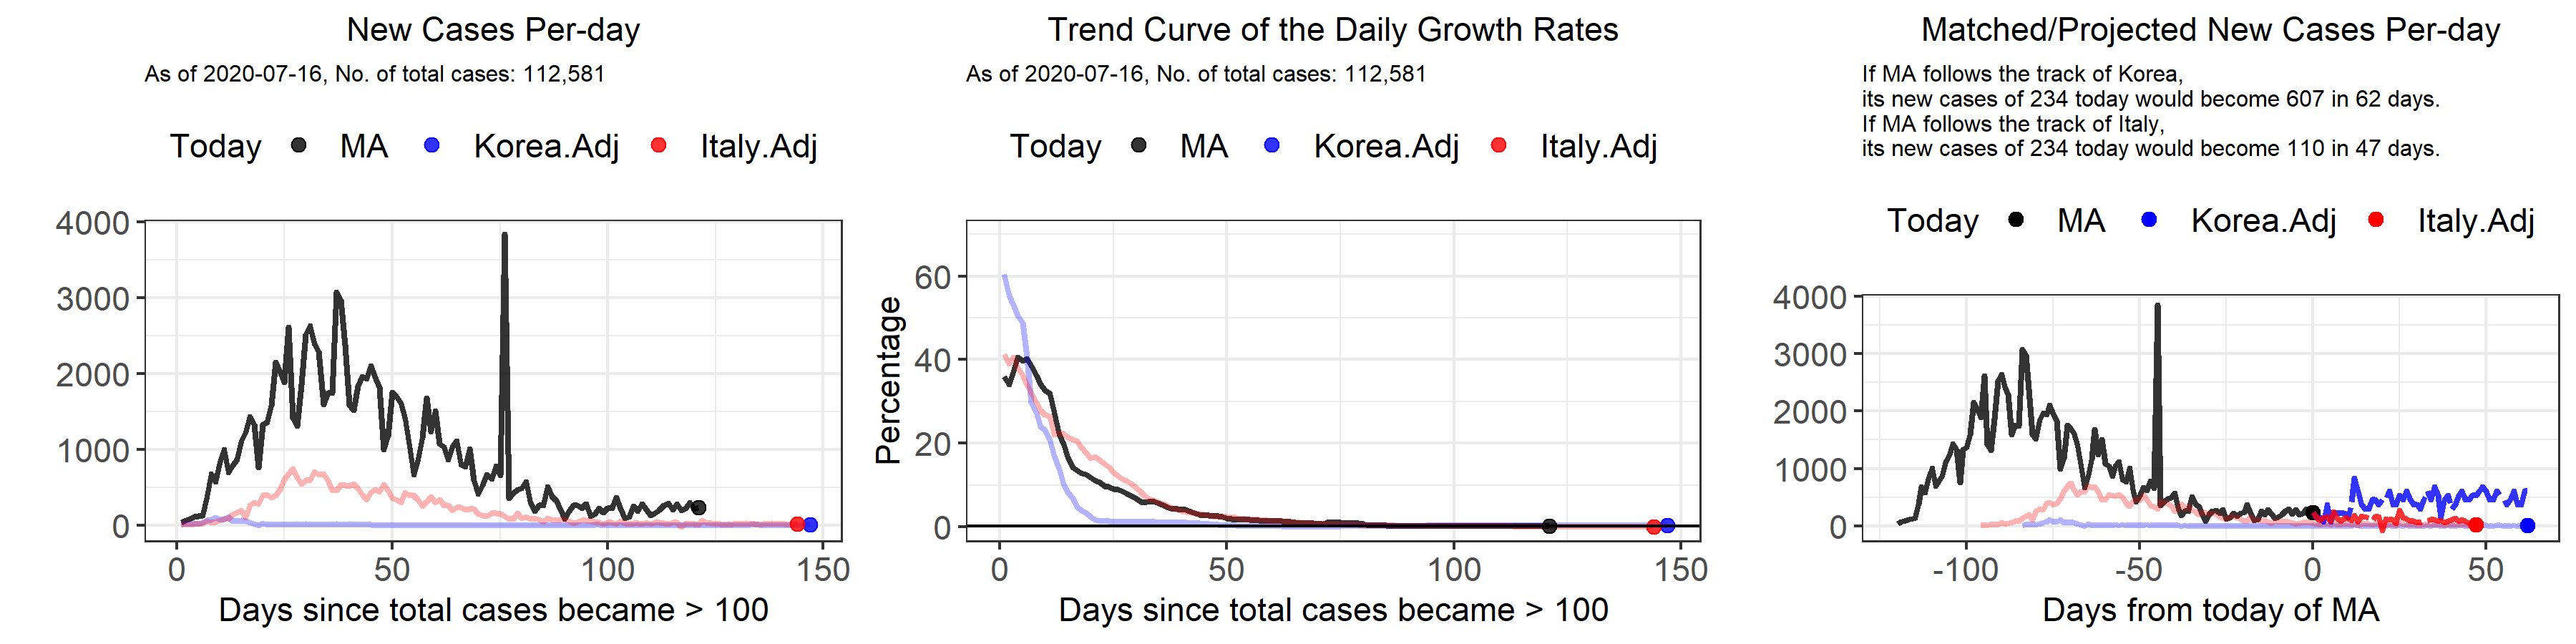 New Cases Per-day
As of 2020-07-16, No. of total cases: 112,581
Today MA Korea.Adj Italy.Adj
4000
3000
2000
1000
0
0 50 100 150
Days since total cases became > 100
Trend Curve of the Daily Growth Rates
As of 2020-07-16, No. of total cases: 112,581
Today MA Korea.Adj Italy.Adj
Percentage
60
40
20
0
0 50 100 150
Days since total cases became > 100
Matched/Projected New Cases Per-day
If MA follows the track of Korea,
its new cases of 234 today would become 607 in 62 days.
If MA follows the track of Italy,
its new cases of 234 today would become 110 in 47 days.
Today MA Korea.Adj Italy.Adj
4000
3000
2000
1000
0
-100 -50 0 50
Days from today of MA